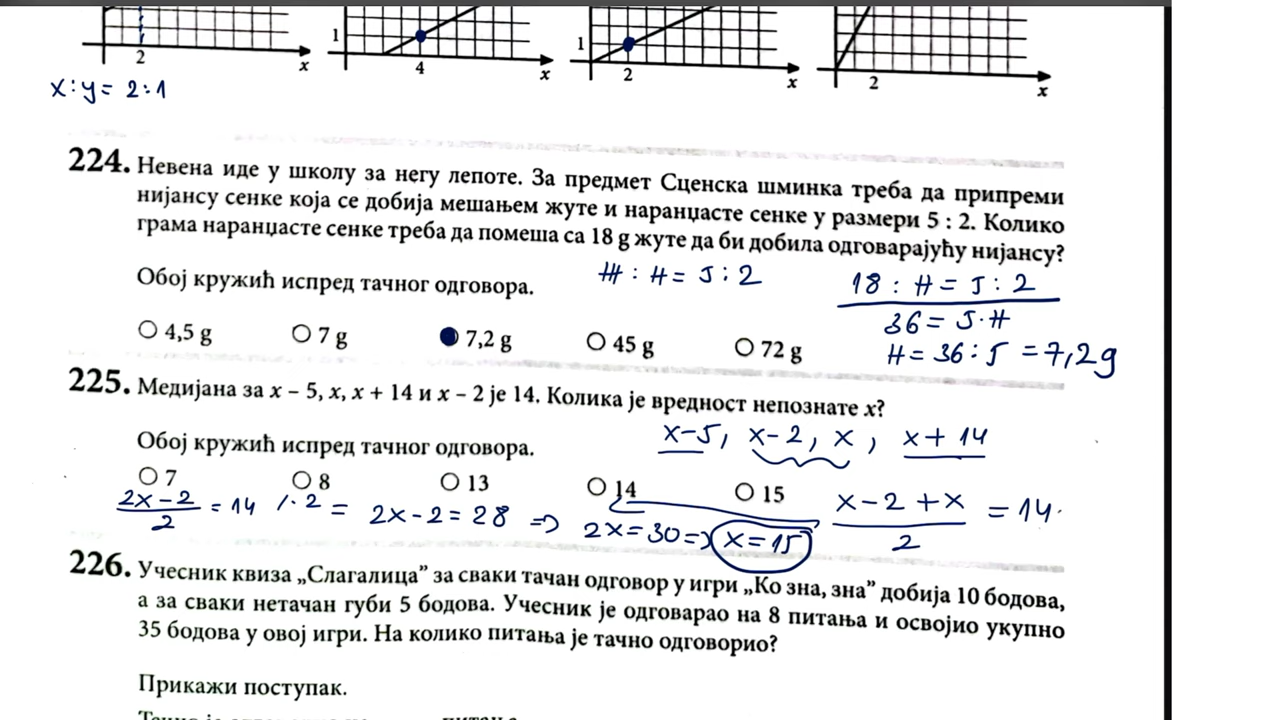 2 x
1 4 x
1 2 x
2 x
x:y = 2:1
224. Невена иде у школу за негу лепоте. За предмет Сценска шминка треба да припреми
нијансу сенке која се добија мешањем жуте и наранџасте сенке у размери 5 : 2. Колико
грама наранџасте сенке треба да помеша са 18 g жуте да би добила одговарајућу нијансу?
Обој кружић испред тачног одговора.
Ж : Н = 5 : 2
18 : Н = 5 : 2
36 = 5·Н
Н = 36 : 5 = 7,2g
4,5 g 7 g 7,2 g 45 g 72 g
225. Медијана за x – 5, x, x + 14 и x – 2 је 14. Колика је вредност непознате x?
Обој кружић испред тачног одговора.
x-5, x-2, x, x+14
7 8 13 14 15
2x-2/2 = 14 /·2 = 2x-2=28 => 2x=30 => x=15
x-2+x/2 = 14.
226. Учесник квиза „Слагалица” за сваки тачан одговор у игри „Ко зна, зна” добија 10 бодова,
а за сваки нетачан губи 5 бодова. Учесник је одговарао на 8 питања и освојио укупно
35 бодова у овој игри. На колико питања је тачно одговорио?
Прикажи поступак.